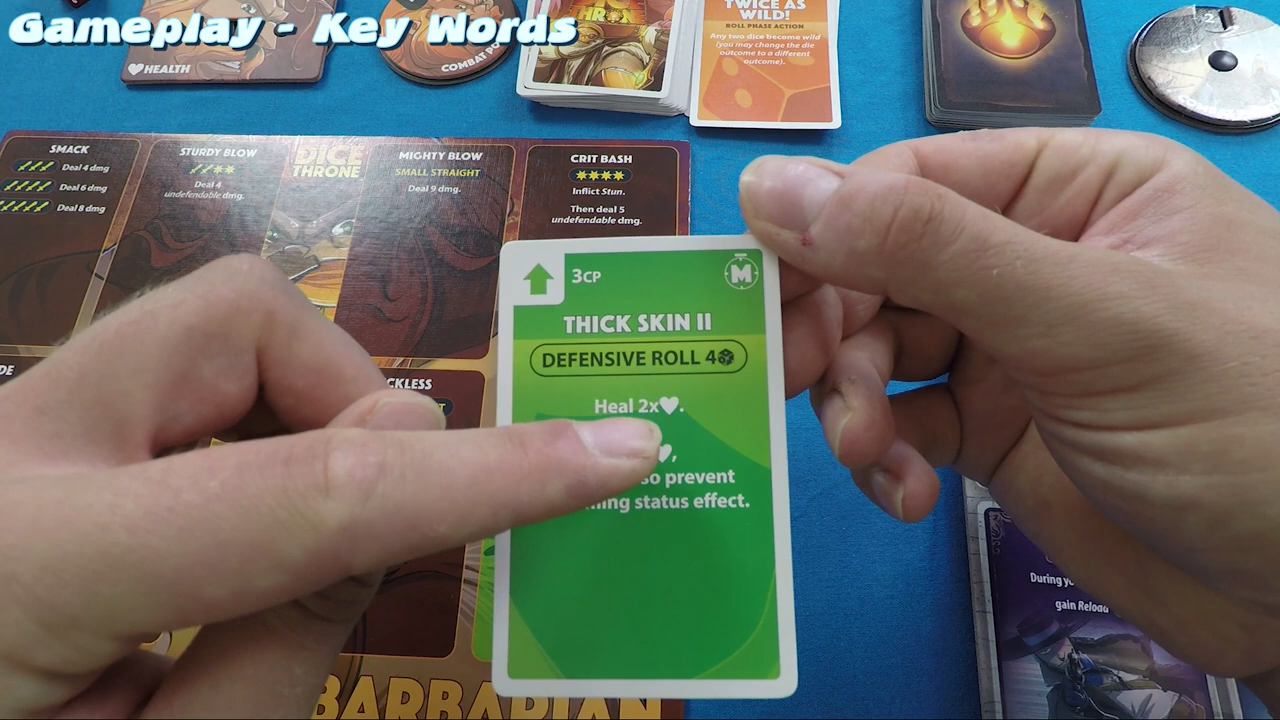 Gameplay - Key Words
HEALTH
COMBAT PO
TWICE AS
WILD!
ROLL PHASE ACTION
Any two dice become wild
(you may change the die
outcome to a different
outcome).
2
SMACK
Deal 4 dmg
Deal 6 dmg
Deal 8 dmg
STURDY BLOW
Deal 4
undefendable dmg.
DICE
THRONE
MIGHTY BLOW
SMALL STRAIGHT
Deal 9 dmg.
CRIT BASH
Inflict Stun.
Then deal 5
undefendable dmg.
CKLESS
3CP
M
THICK SKIN II
DEFENSIVE ROLL 4
Heal 2x♥.
♥,
so prevent
ing status effect.
During yo
gain Reload
BARBARIAN